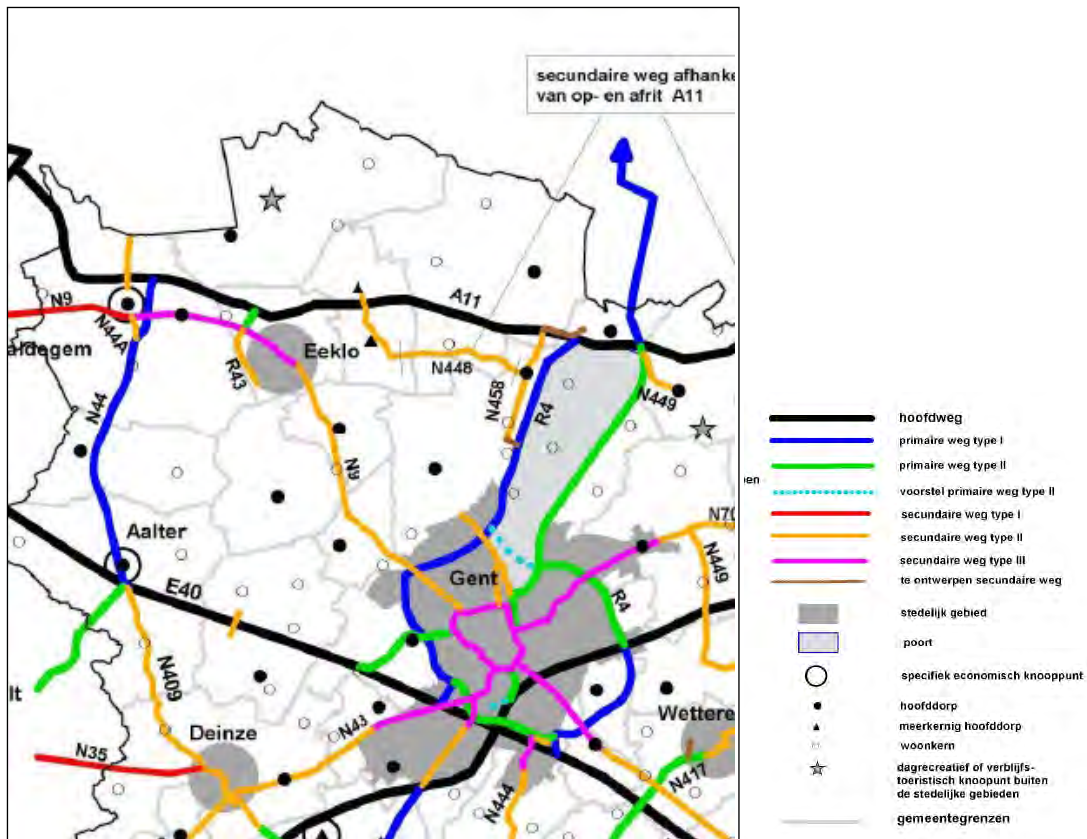 secundaire weg afhanke
van op- en afrit A11
A11
N9
N44A
aldegem
Eeklo
R43
N448
N458
R4
N449
N44
N9
Aalter
E40
Gent
N70
N449
R4
N409
lt
Deinze
N43
Wettere
N35
N444
N417
en
hoofdweg
primaire weg type I
primaire weg type II
voorstel primaire weg type II
secundaire weg type I
secundaire weg type II
secundaire weg type III
te ontwerpen secundaire weg
stedelijk gebied
poort
specifiek economisch knooppunt
hoofddorp
meerkernig hoofddorp
woonkern
dagrecreatief of verblijfs-
toeristisch knoopunt buiten
de stedelijke gebieden
gemeentegrenzen